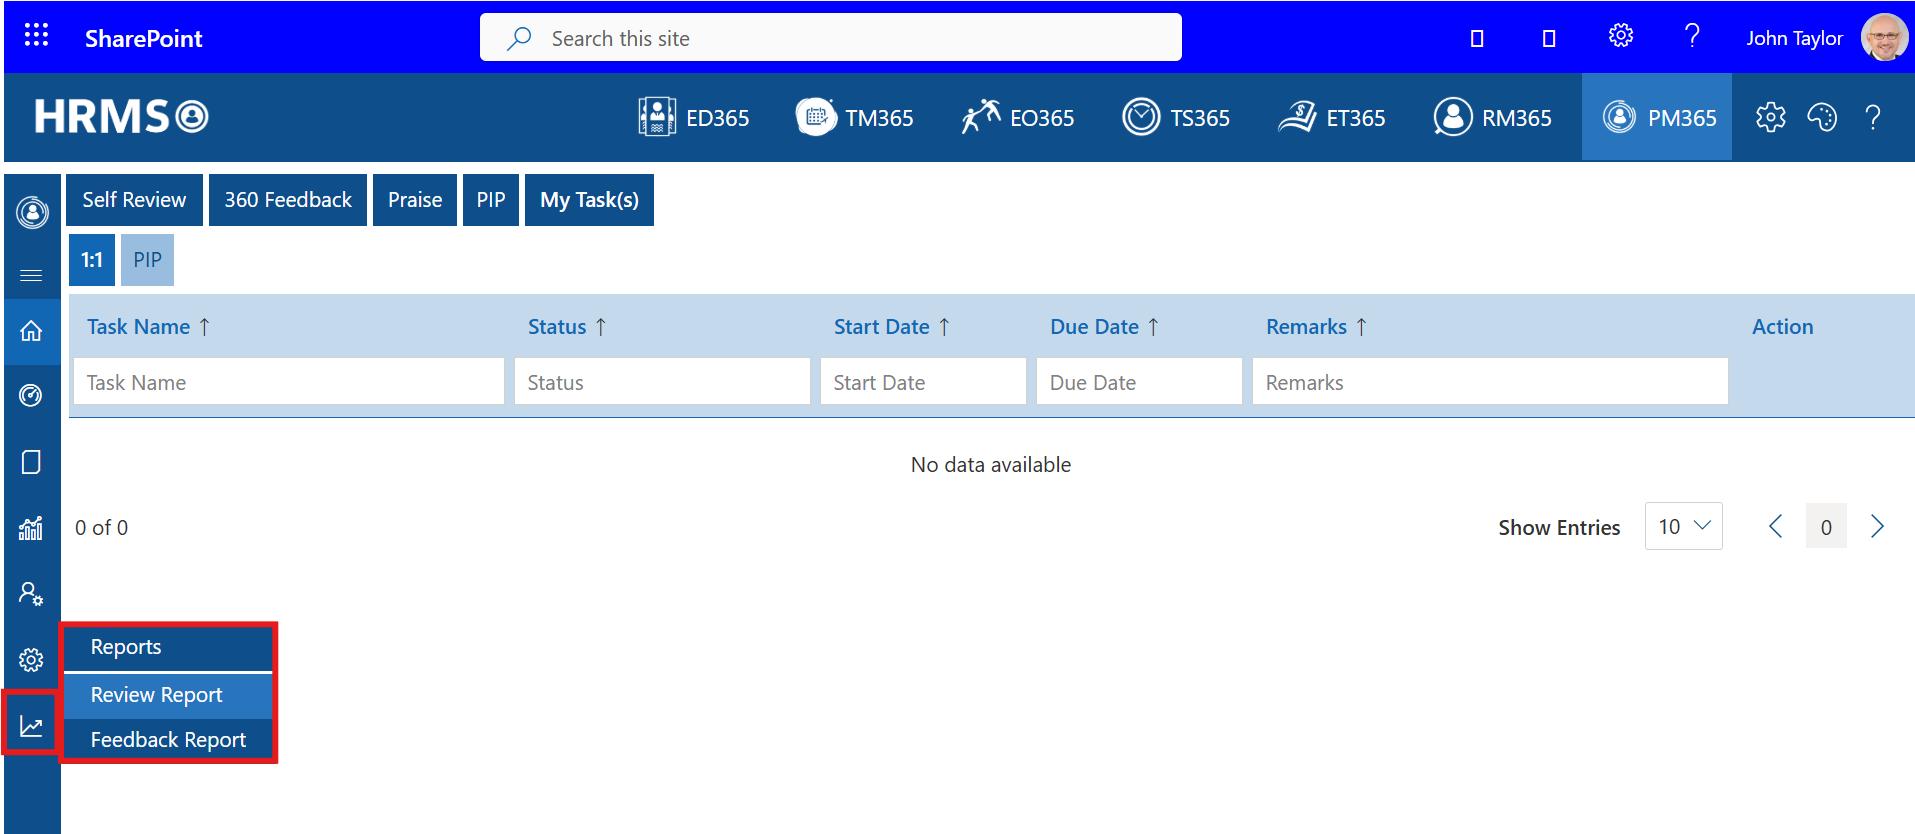 SharePoint
Search this site
John Taylor
HRMS
ED365
TM365
EO365
TS365
ET365
RM365
PM365
Self Review
360 Feedback
Praise
PIP
My Task(s)
1:1
PIP
Task Name ↑
Status ↑
Start Date ↑
Due Date ↑
Remarks ↑
Action
Task Name
Status
Start Date
Due Date
Remarks
No data available
0 of 0
Show Entries
10
0
Reports
Review Report
Feedback Report